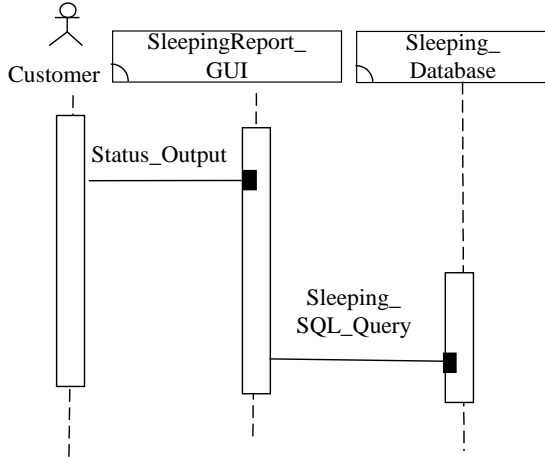 SleepingReport_
GUI
Sleeping_
Database
Customer
Status_Output
Sleeping_
SQL_Query